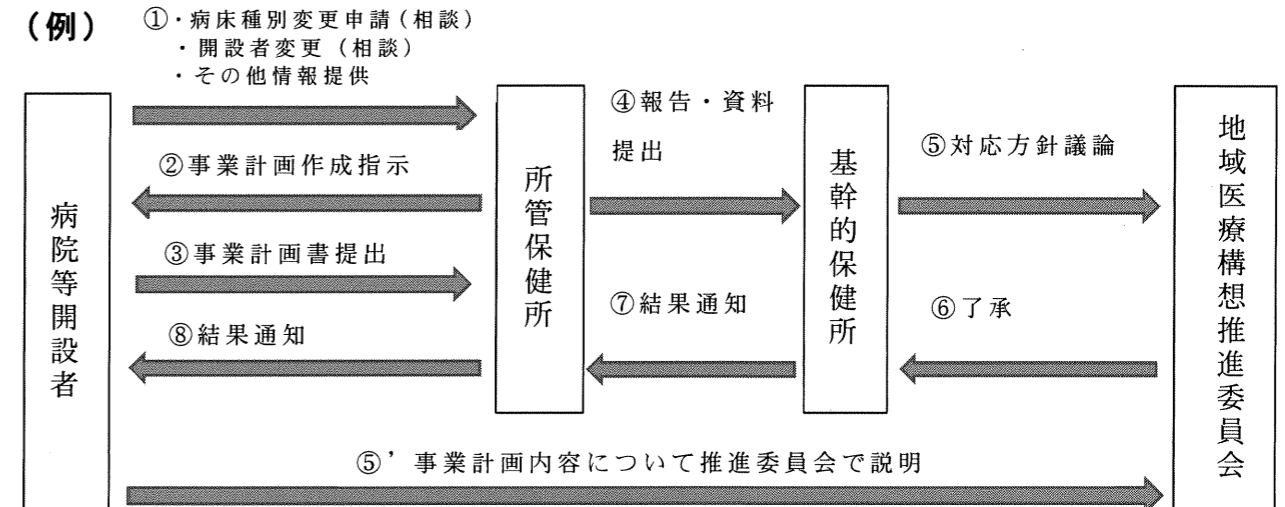 （例）
①・病床種別変更申請（相談）
・開設者変更（相談）
・その他情報提供
病院等開設者
②事業計画作成指示
③事業計画書提出
⑧結果通知
所管保健所
④報告・資料
提出
⑦結果通知
基幹的保健所
⑤対応方針議論
⑥了承
地域医療構想推進委員会
⑤’事業計画内容について推進委員会で説明